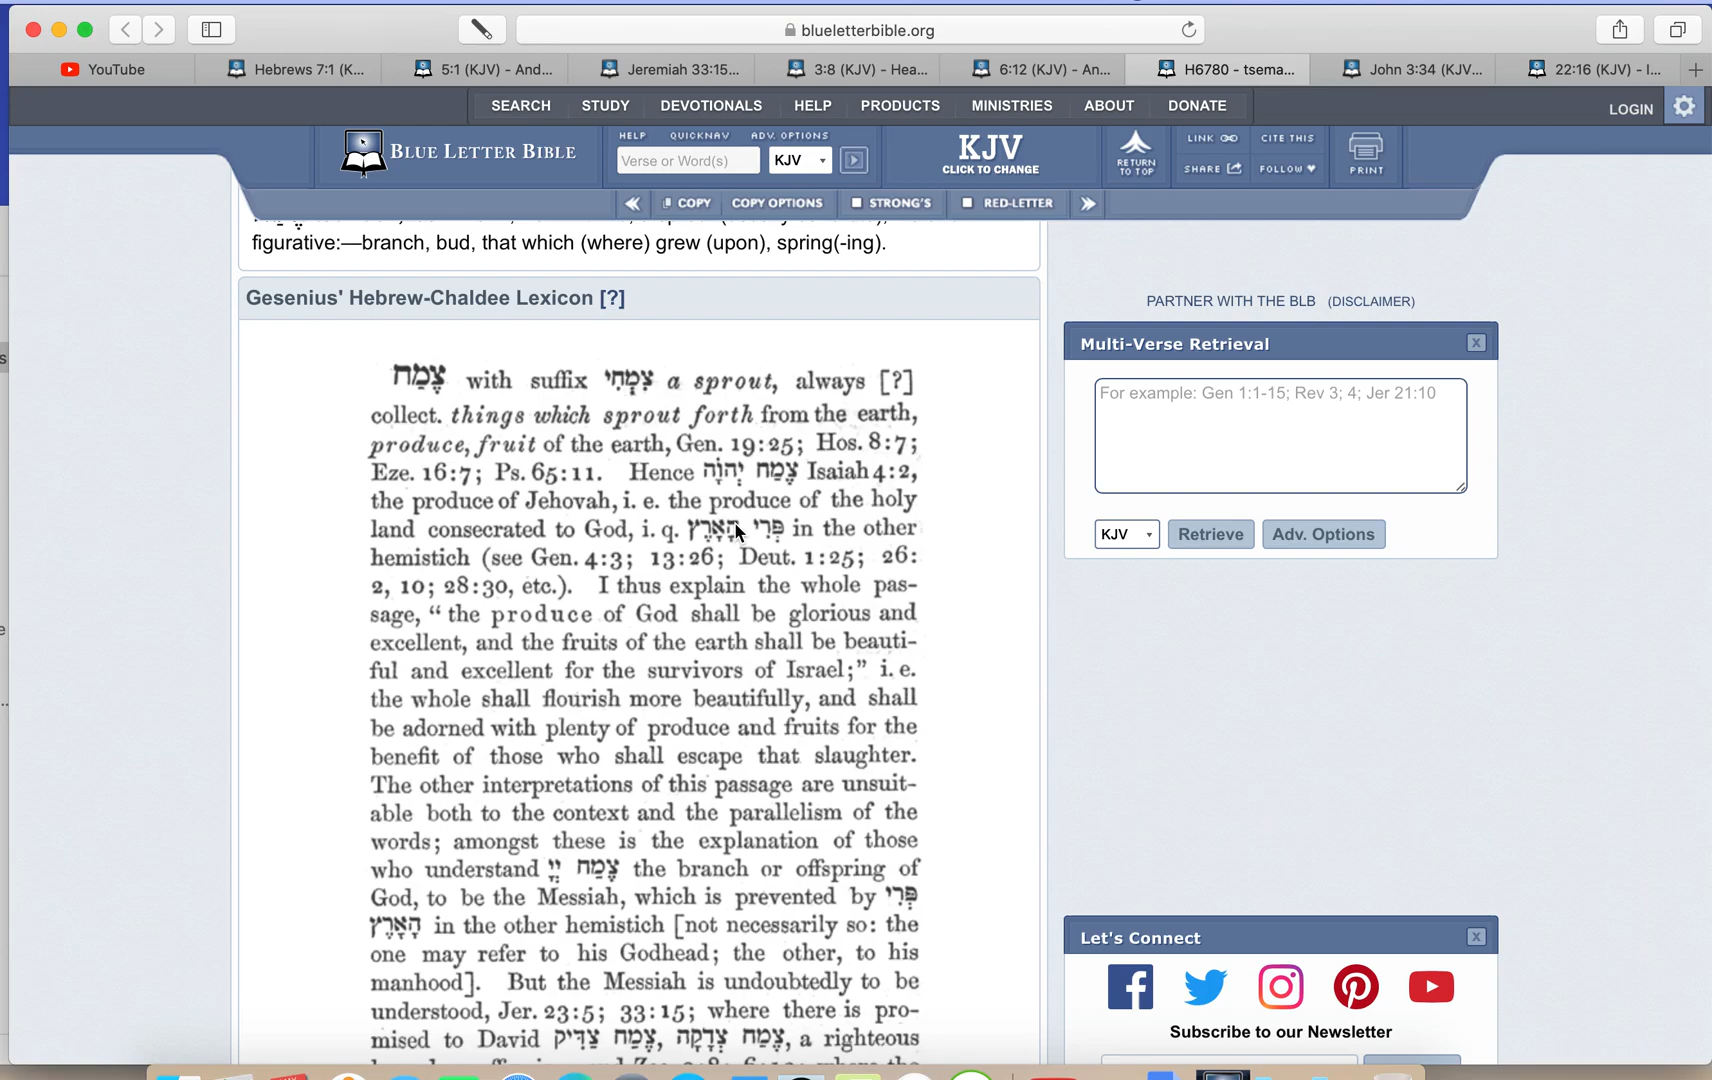 blueletterbible.org
YouTube
Hebrews 7:1 (K...
5:1 (KJV) - And...
Jeremiah 33:15...
3:8 (KJV) - Hea...
6:12 (KJV) - An...
H6780 - tsema...
John 3:34 (KJV...
22:16 (KJV) - I...
SEARCH STUDY DEVOTIONALS HELP PRODUCTS MINISTRIES ABOUT DONATE
LOGIN
BLUE LETTER BIBLE
HELP QUICKNAV ADV. OPTIONS
Verse or Word(s)
KJV
KJV
CLICK TO CHANGE
RETURN
TO TOP
LINK CITE THIS
SHARE FOLLOW
PRINT
COPY COPY OPTIONS STRONG'S RED-LETTER
figurative:—branch, bud, that which (where) grew (upon), spring(-ing).
Gesenius' Hebrew-Chaldee Lexicon [?]
צֶמַח with suffix צִמְחִי a sprout, always [?]
collect. things which sprout forth from the earth,
produce, fruit of the earth, Gen. 19:25; Hos. 8:7;
Eze. 16:7; Ps. 65:11. Hence צֶמַח יְהוָֹה Isaiah 4:2,
the produce of Jehovah, i. e. the produce of the holy
land consecrated to God, i. q. פְּרִי הָאָרֶץ in the other
hemistich (see Gen. 4:3; 13:26; Deut. 1:25; 26:
2, 10; 28:30, etc.). I thus explain the whole pas-
sage, “ the produce of God shall be glorious and
excellent, and the fruits of the earth shall be beauti-
ful and excellent for the survivors of Israel;” i. e.
the whole shall flourish more beautifully, and shall
be adorned with plenty of produce and fruits for the
benefit of those who shall escape that slaughter.
The other interpretations of this passage are unsuit-
able both to the context and the parallelism of the
words; amongst these is the explanation of those
who understand צֶמַח יְיָ the branch or offspring of
God, to be the Messiah, which is prevented by פְּרִי
הָאָרֶץ in the other hemistich [not necessarily so: the
one may refer to his Godhead; the other, to his
manhood]. But the Messiah is undoubtedly to be
understood, Jer. 23:5; 33:15; where there is pro-
mised to David צֶמַח צְדָקָה, צֶמַח צַדִּיק, a righteous
PARTNER WITH THE BLB (DISCLAIMER)
Multi-Verse Retrieval
For example: Gen 1:1-15; Rev 3; 4; Jer 21:10
KJV
Retrieve
Adv. Options
Let's Connect
Subscribe to our Newsletter